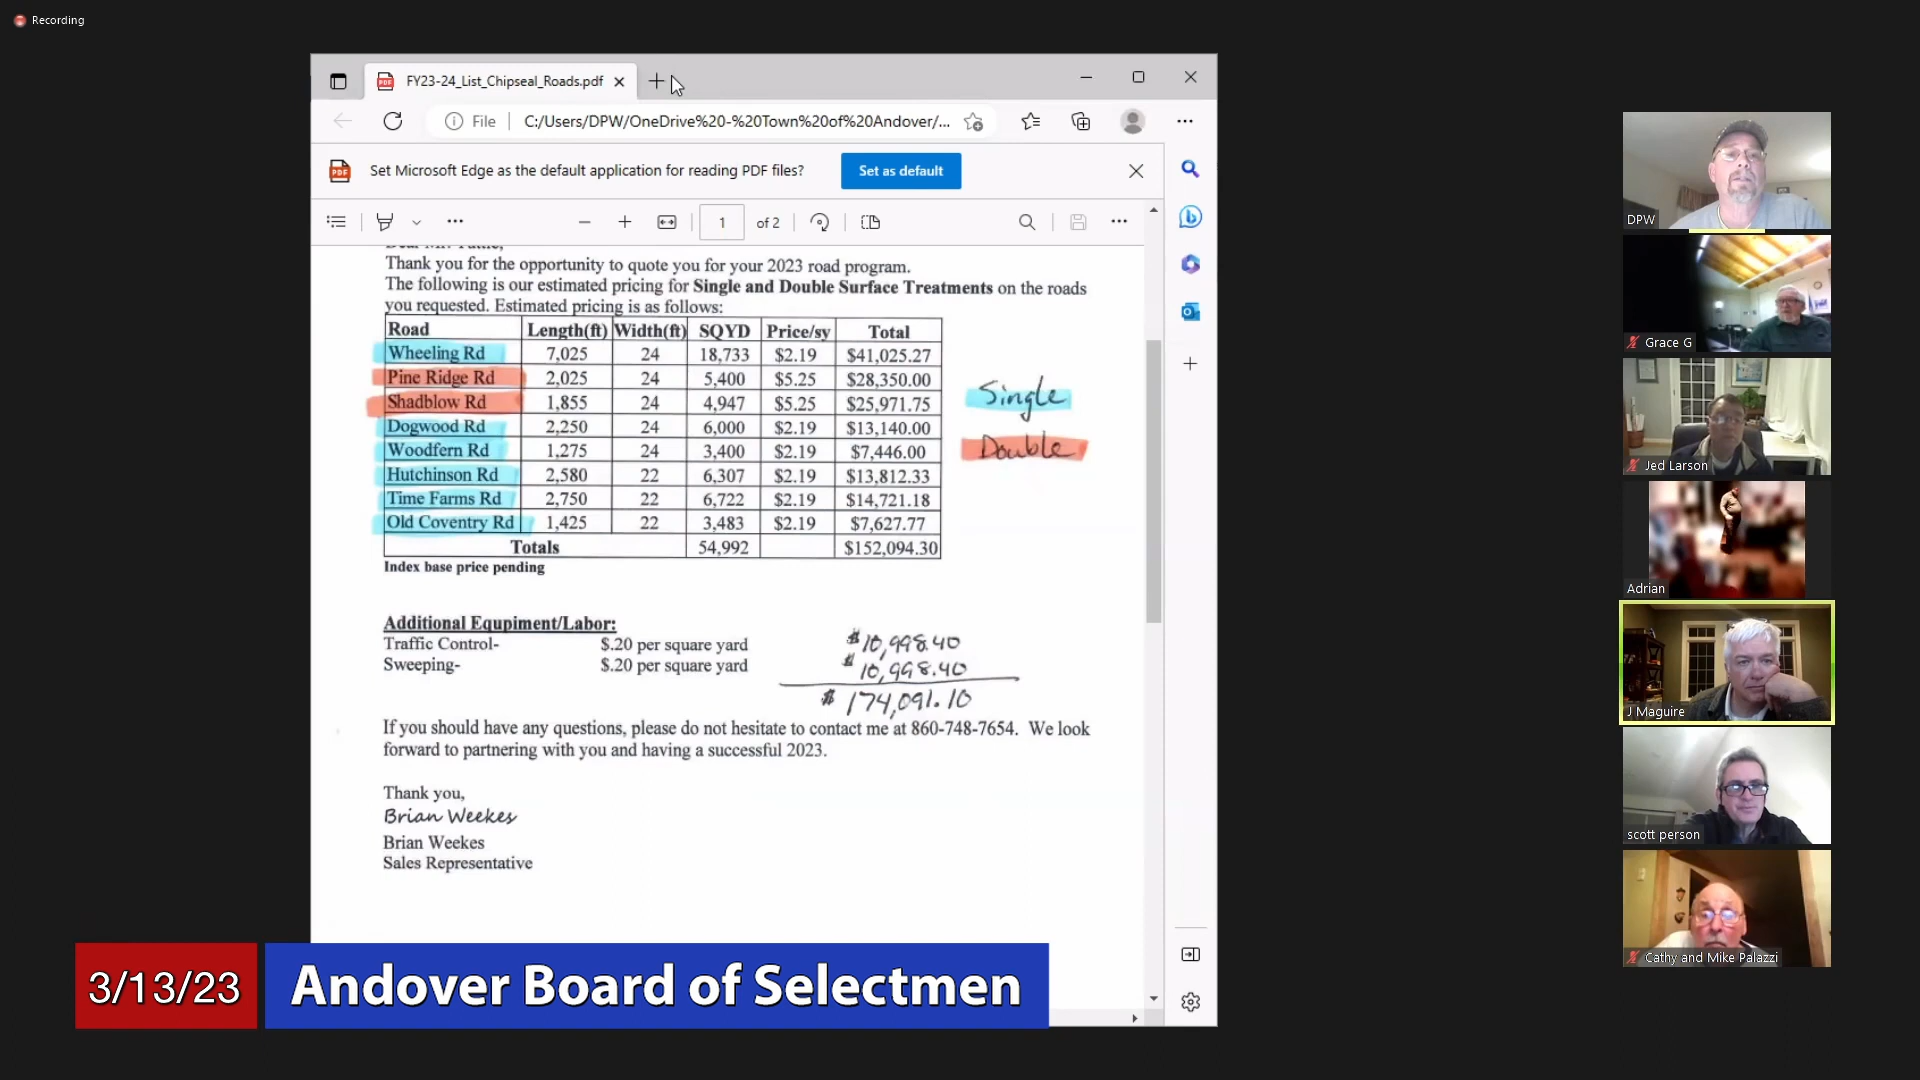 Recording
FY23-24_List_Chipseal_Roads.pdf
File C:/Users/DPW/OneDrive%20-%20Town%20of%20Andover/...
PDF Set Microsoft Edge as the default application for reading PDF files? Set as default
1 of 2
Dear Mr. Tuttle,
Thank you for the opportunity to quote you for your 2023 road program.
The following is our estimated pricing for Single and Double Surface Treatments on the roads
you requested. Estimated pricing is as follows:
Road Length(ft) Width(ft) SQYD Price/sy Total
Wheeling Rd 7,025 24 18,733 $2.19 $41,025.27
Pine Ridge Rd 2,025 24 5,400 $5.25 $28,350.00
Shadblow Rd 1,855 24 4,947 $5.25 $25,971.75
Dogwood Rd 2,250 24 6,000 $2.19 $13,140.00
Woodfern Rd 1,275 24 3,400 $2.19 $7,446.00
Hutchinson Rd 2,580 22 6,307 $2.19 $13,812.33
Time Farms Rd 2,750 22 6,722 $2.19 $14,721.18
Old Coventry Rd 1,425 22 3,483 $2.19 $7,627.77
Totals 54,992 $152,094.30
Single
Double
Index base price pending
Additional Equpiment/Labor:
Traffic Control- $.20 per square yard $10,998.40
Sweeping- $.20 per square yard $10,998.40
$174,091.10
If you should have any questions, please do not hesitate to contact me at 860-748-7654. We look
forward to partnering with you and having a successful 2023.
Thank you,
Brian Weekes
Brian Weekes
Sales Representative
3/13/23 Andover Board of Selectmen
DPW
Grace G
Jed Larson
Adrian
J Maguire
scott person
Cathy and Mike Palazzi